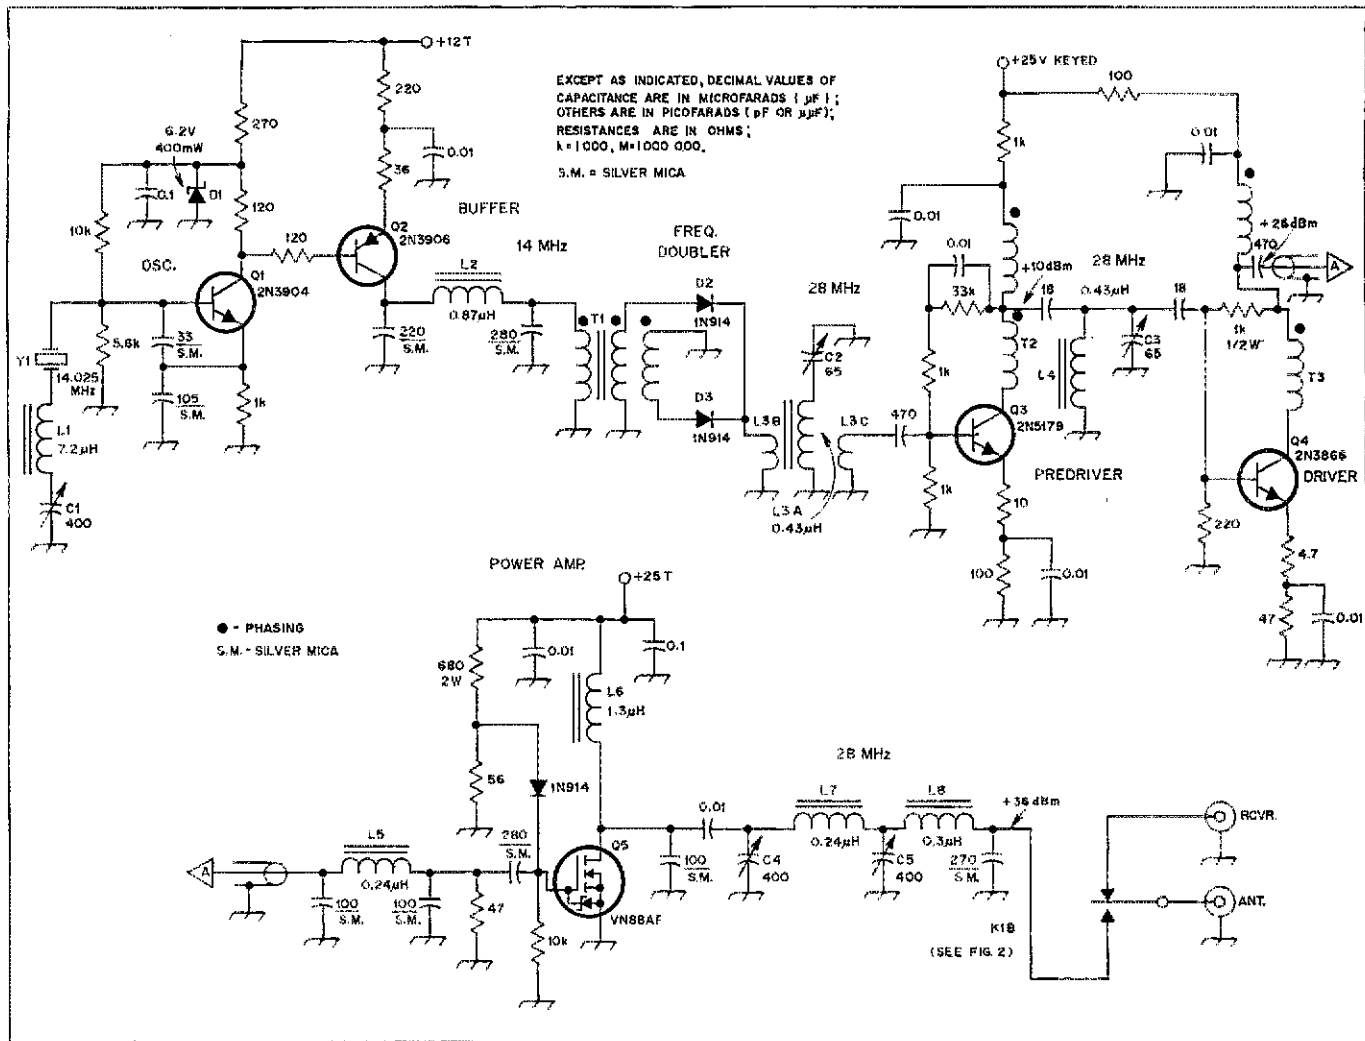 +12T
220
0.01
36
270
6.2V
400mW
D1
0.1
120
10k
OSC.
120
Q2
2N3906
BUFFER
14 MHz
Q1
2N3904
L2
0.87µH
220
S.M.
280
S.M.
5.6k
33
S.M.
105
S.M.
1k
Y1
14.025
MHz
L1
7.2µH
C1
400
EXCEPT AS INDICATED, DECIMAL VALUES OF
CAPACITANCE ARE IN MICROFARADS ( µF );
OTHERS ARE IN PICOFARADS ( pF OR µµF);
RESISTANCES ARE IN OHMS;
k=1000, M=1000 000.
S.M. = SILVER MICA
FREQ.
DOUBLER
T1
D2
1N914
D3
1N914
28 MHz
C2
65
L3B
L3A
0.43µH
L3C
470
+25V KEYED
100
1k
0.01
0.01
0.01
33k
+10dBm
28 MHz
18
0.43µH
18
T2
L4
C3
65
1k
1/2W
1k
Q3
2N5179
PREDRIVER
1k
10
100
0.01
+26dBm
470
A
T3
Q4
2N3866
DRIVER
220
4.7
47
0.01
● - PHASING
S.M. - SILVER MICA
POWER AMP.
+25T
680
2W
0.01
0.1
L6
1.3µH
56
1N914
A
L5
0.24µH
100
S.M.
100
S.M.
47
280
S.M.
10k
Q5
VN88AF
28 MHz
0.01
100
S.M.
C4
400
L7
0.24µH
C5
400
L8
0.3µH
270
S.M.
+36dBm
K1B
(SEE FIG. 2)
RCVR.
ANT.